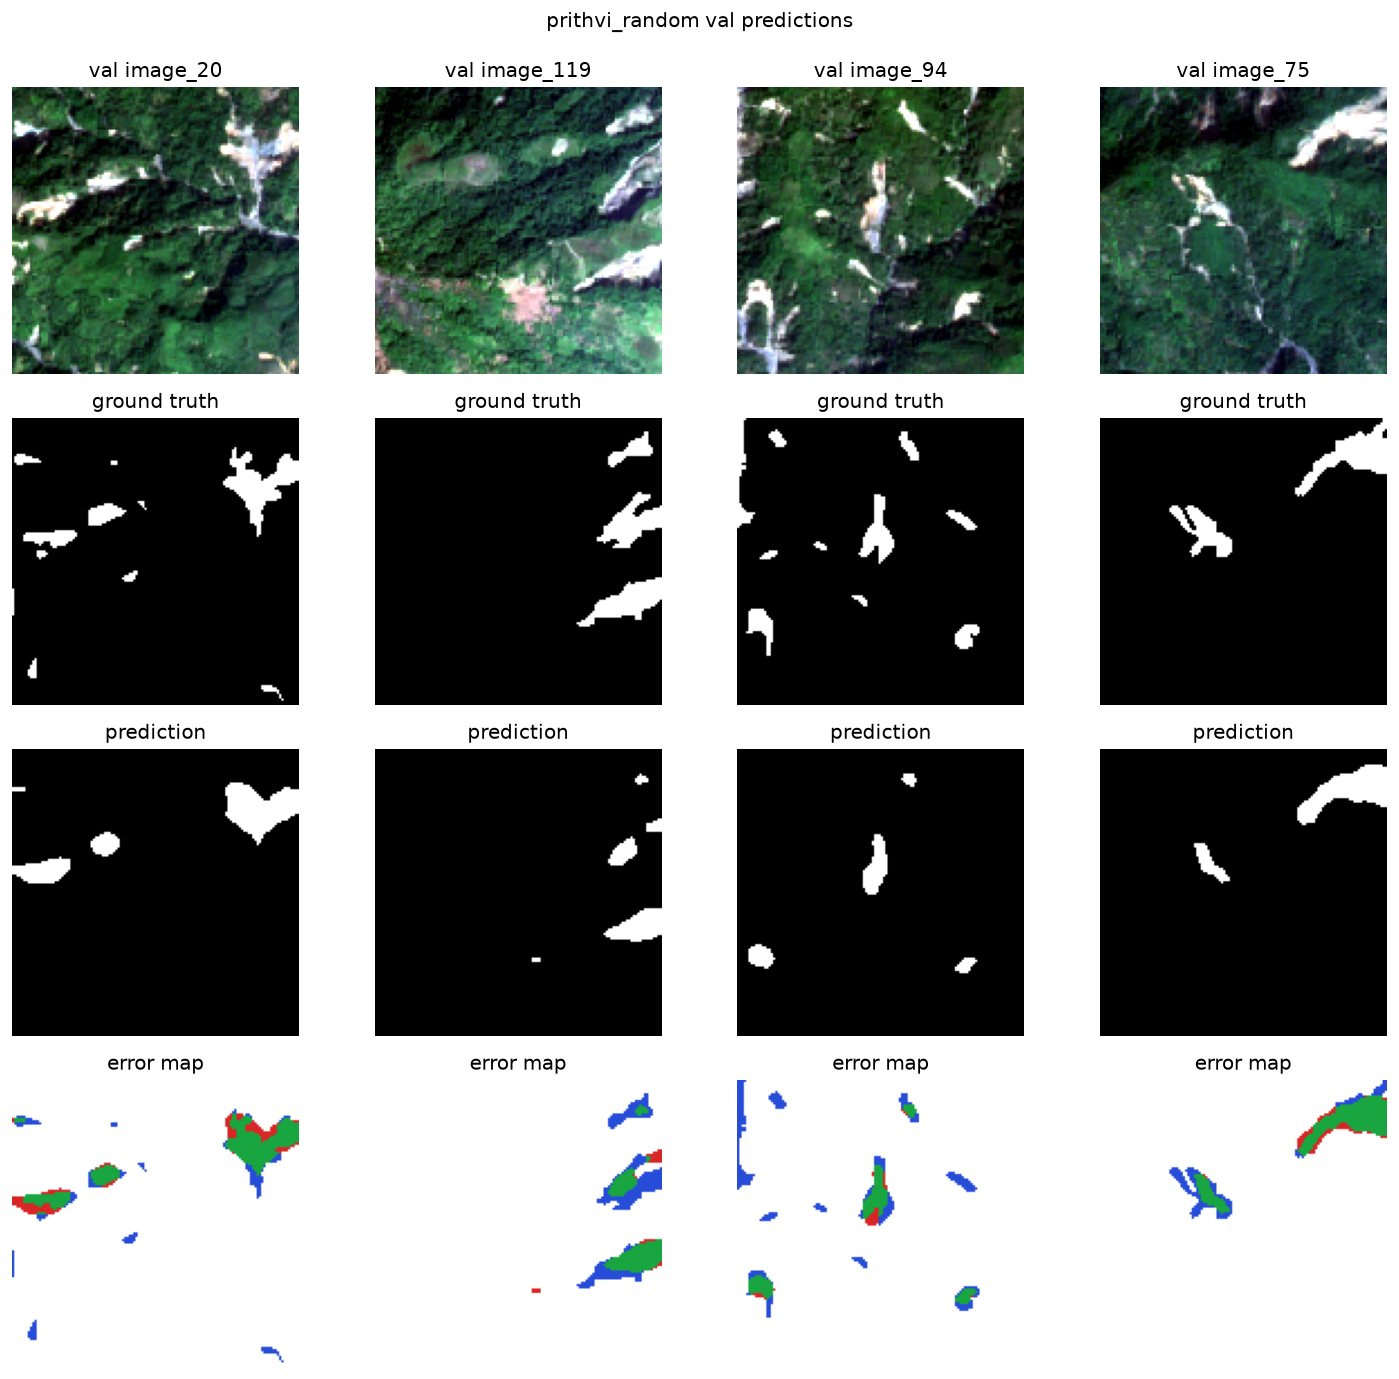 prithvi_random val predictions
val image_20 val image_119 val image_94 val image_75
ground truth ground truth ground truth ground truth
prediction prediction prediction prediction
error map error map error map error map